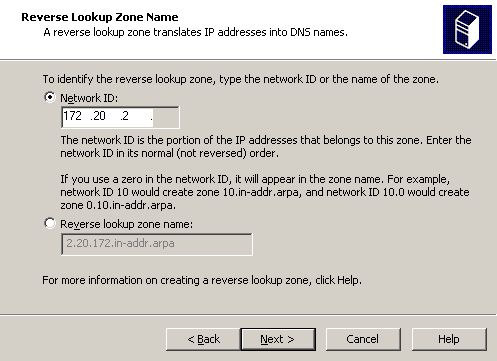 Reverse Lookup Zone Name
A reverse lookup zone translates IP addresses into DNS names.
To identify the reverse lookup zone, type the network ID or the name of the zone.
Network ID:
172 .20 .2 .
The network ID is the portion of the IP addresses that belongs to this zone. Enter the
network ID in its normal (not reversed) order.
If you use a zero in the network ID, it will appear in the zone name. For example,
network ID 10 would create zone 10.in-addr.arpa, and network ID 10.0 would create
zone 0.10.in-addr.arpa.
Reverse lookup zone name:
2.20.172.in-addr.arpa
For more information on creating a reverse lookup zone, click Help.
< Back Next > Cancel Help